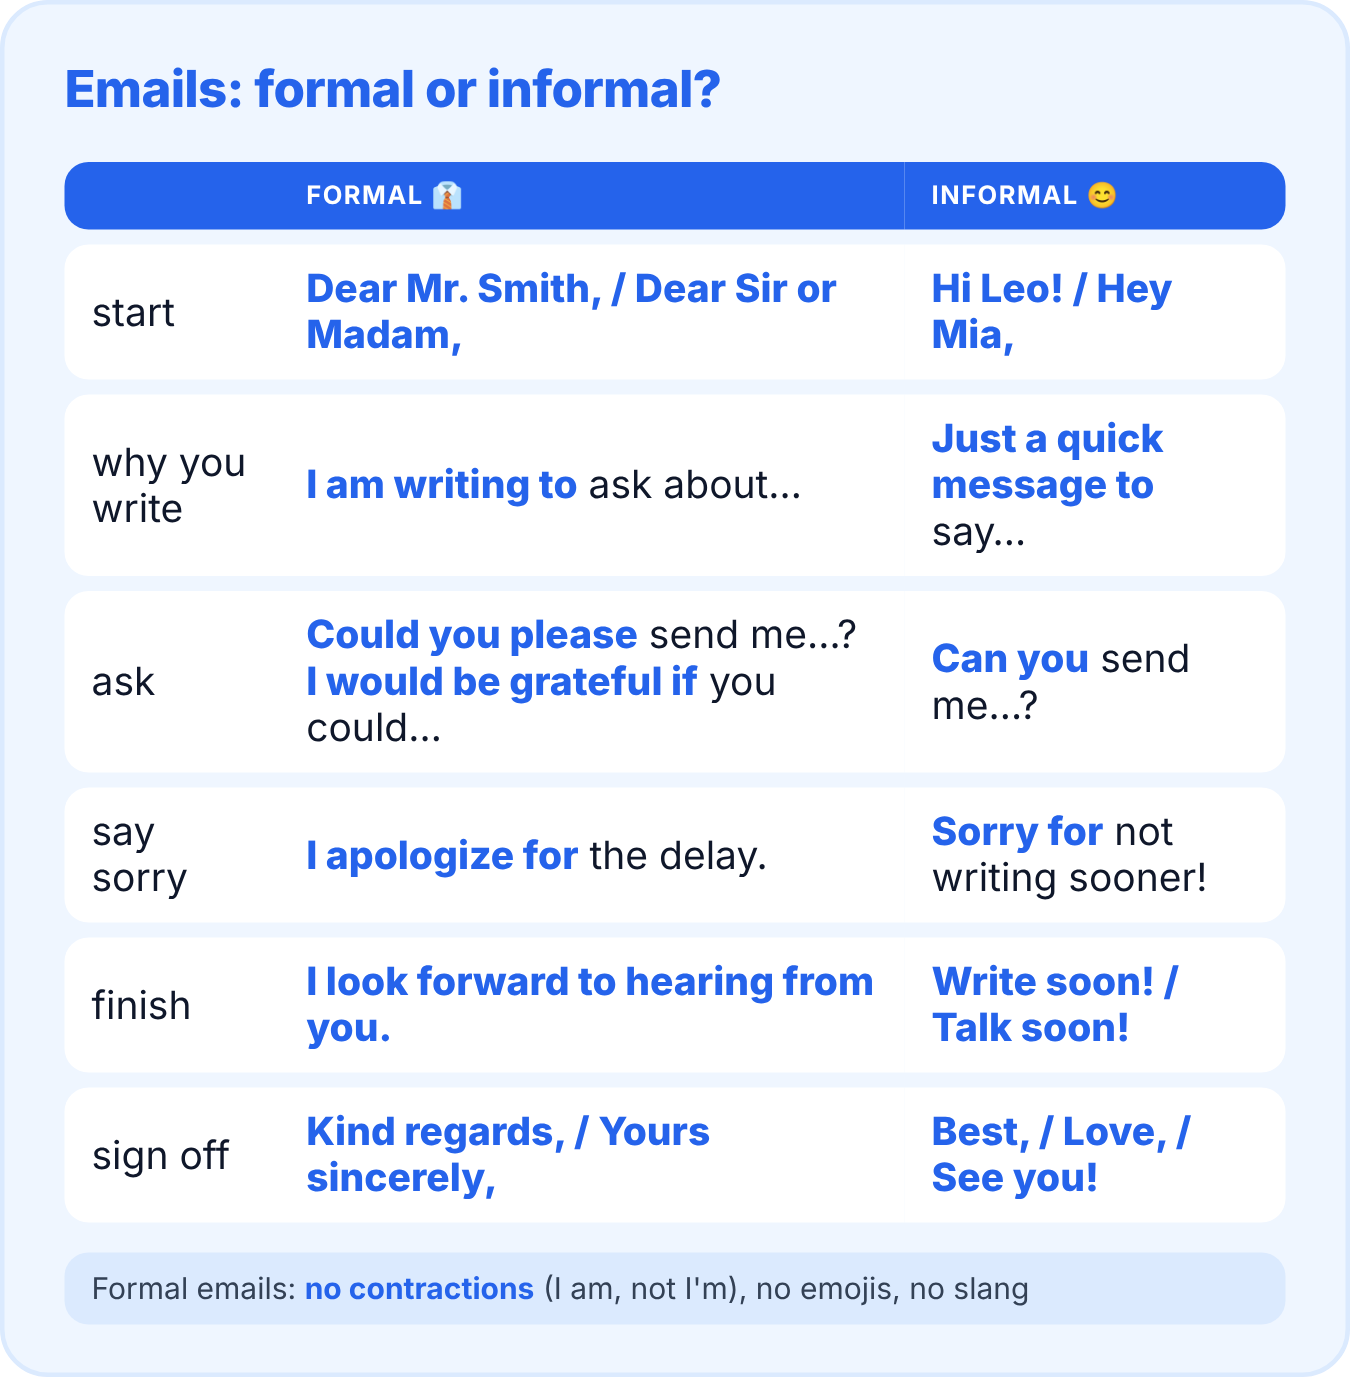 Emails: formal or informal?
FORMAL 👔 INFORMAL 😊
start
Dear Mr. Smith, / Dear Sir or
Madam,
Hi Leo! / Hey
Mia,
why you
write
I am writing to ask about...
Just a quick
message to
say...
ask
Could you please send me...?
I would be grateful if you
could...
Can you send
me...?
say
sorry
I apologize for the delay.
Sorry for not
writing sooner!
finish
I look forward to hearing from
you.
Write soon! /
Talk soon!
sign off
Kind regards, / Yours
sincerely,
Best, / Love, /
See you!
Formal emails: no contractions (I am, not I'm), no emojis, no slang